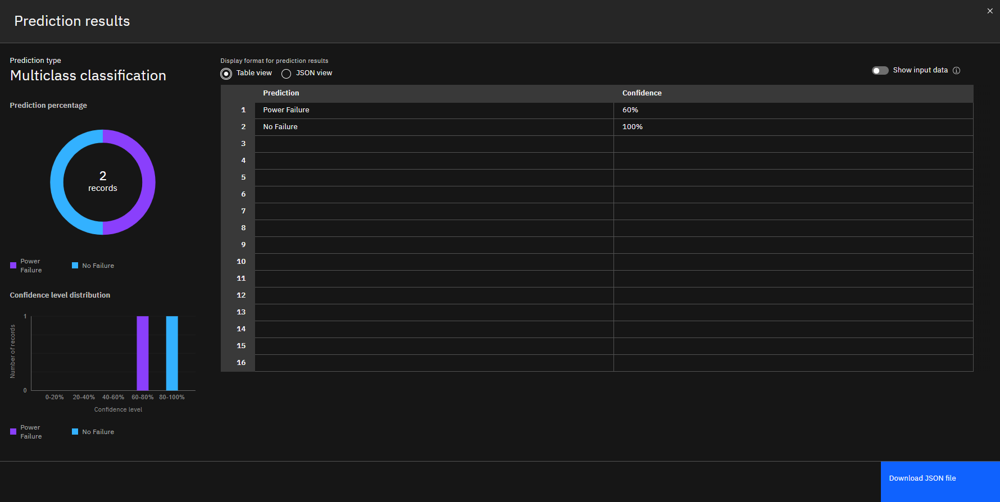 Prediction results
Prediction type
Multiclass classification
Prediction percentage
2
records
Power
Failure
No Failure
Confidence level distribution
Number of records
1
0
0-20% 20-40% 40-60% 60-80% 80-100%
Confidence level
Power
Failure
No Failure
Display format for prediction results
Table view JSON view
Show input data
Prediction Confidence
1 Power Failure 60%
2 No Failure 100%
3
4
5
6
7
8
9
10
11
12
13
14
15
16
Download JSON file